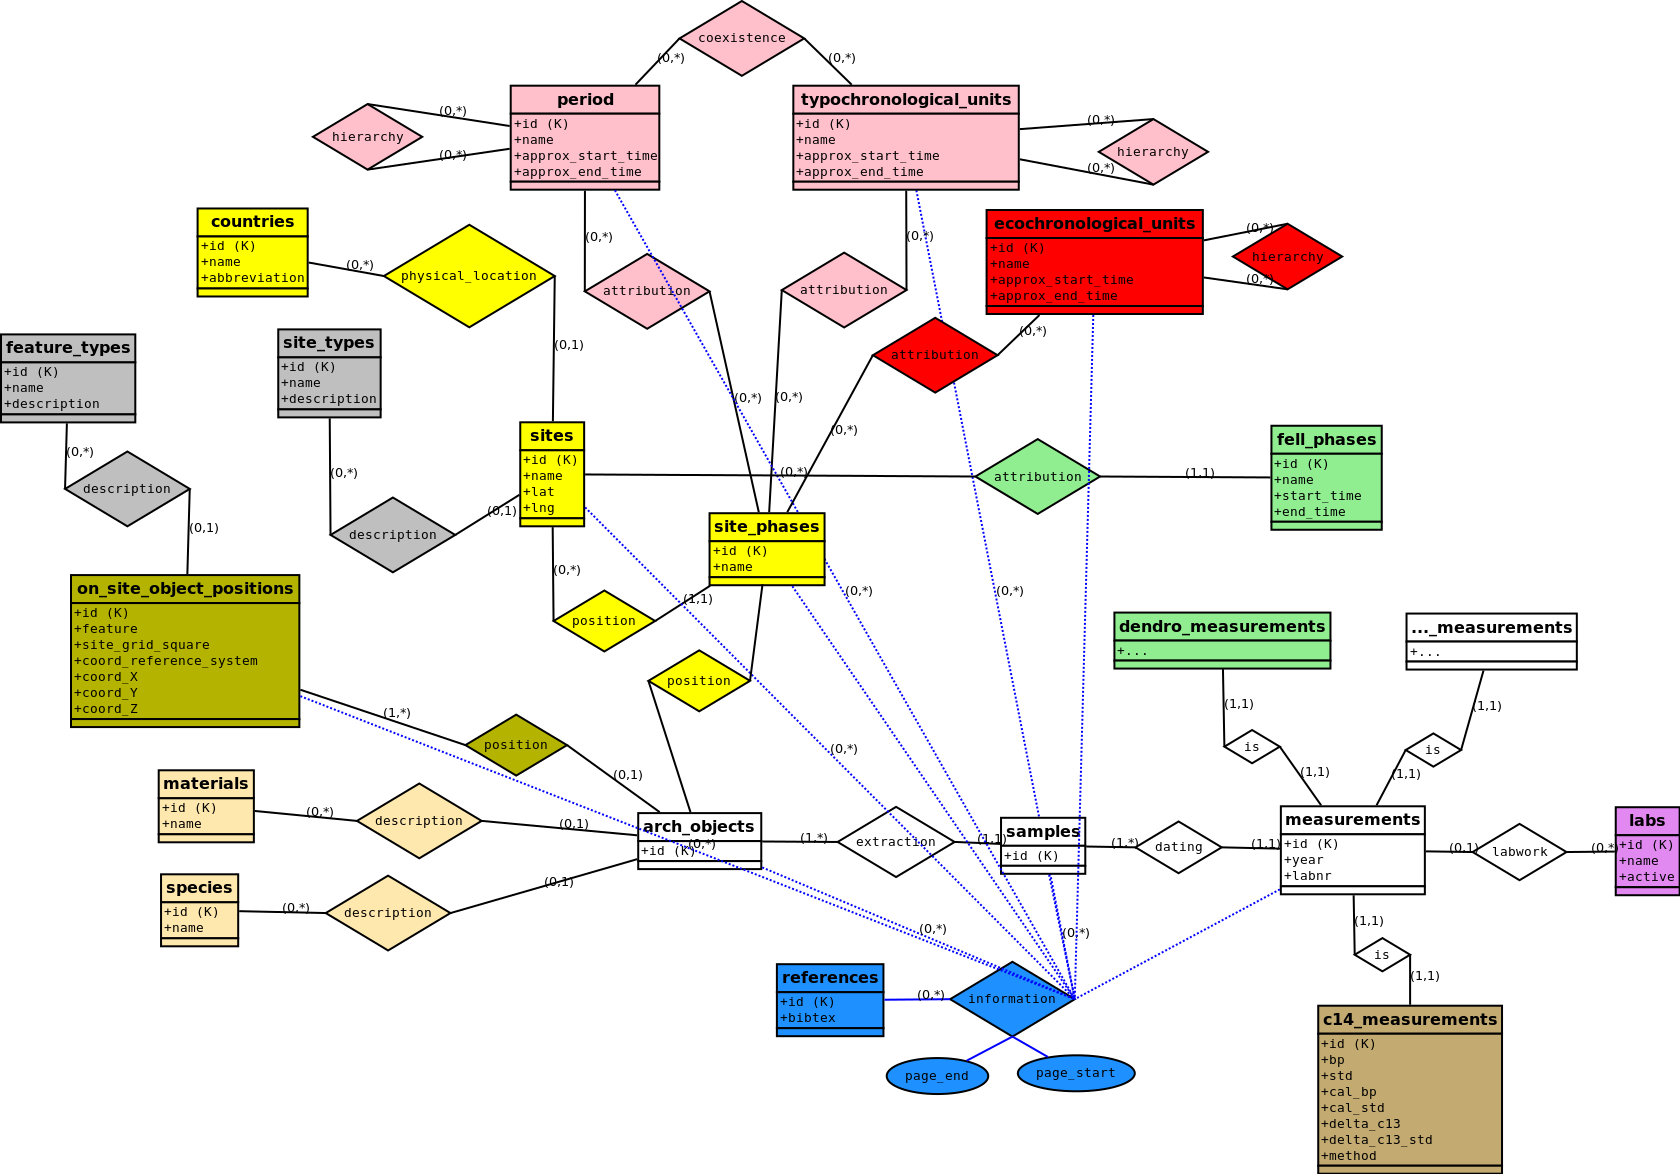 coexistence
(0,*)
(0,*)
period
+id (K)
+name
+approx_start_time
+approx_end_time
typochronological_units
+id (K)
+name
+approx_start_time
+approx_end_time
hierarchy
(0,*)
(0,*)
hierarchy
(0,*)
(0,*)
countries
+id (K)
+name
+abbreviation
(0,*)
physical_location
(0,1)
(0,*)
attribution
(0,*)
attribution
ecochronological_units
+id (K)
+name
+approx_start_time
+approx_end_time
(0,*)
hierarchy
(0,*)
(0,*)
attribution
feature_types
+id (K)
+name
+description
site_types
+id (K)
+name
+description
(0,*)
(0,*)
(0,*)
(0,*)
description
(0,1)
(0,*)
description
(0,1)
sites
+id (K)
+name
+lat
+lng
(0,*)
attribution
(1,1)
fell_phases
+id (K)
+name
+start_time
+end_time
site_phases
+id (K)
+name
(0,*)
position
(1,1)
(0,*)
(0,*)
on_site_object_positions
+id (K)
+feature
+site_grid_square
+coord_reference_system
+coord_X
+coord_Y
+coord_Z
position
(1,*)
position
(0,1)
(0,*)
dendro_measurements
+...
..._measurements
+...
(1,1)
is
(1,1)
(1,1)
is
(1,1)
materials
+id (K)
+name
(0,*)
description
(0,1)
arch_objects
+id (K)
(0,*)
(1,*)
extraction
(1,1)
samples
+id (K)
(1,*)
dating
(1,1)
measurements
+id (K)
+year
+labnr
(0,1)
labwork
(0,*)
labs
+id (K)
+name
+active
species
+id (K)
+name
(0,*)
description
(0,1)
(0,*)
(0,*)
(1,1)
is
(1,1)
references
+id (K)
+bibtex
(0,*)
information
page_end
page_start
c14_measurements
+id (K)
+bp
+std
+cal_bp
+cal_std
+delta_c13
+delta_c13_std
+method